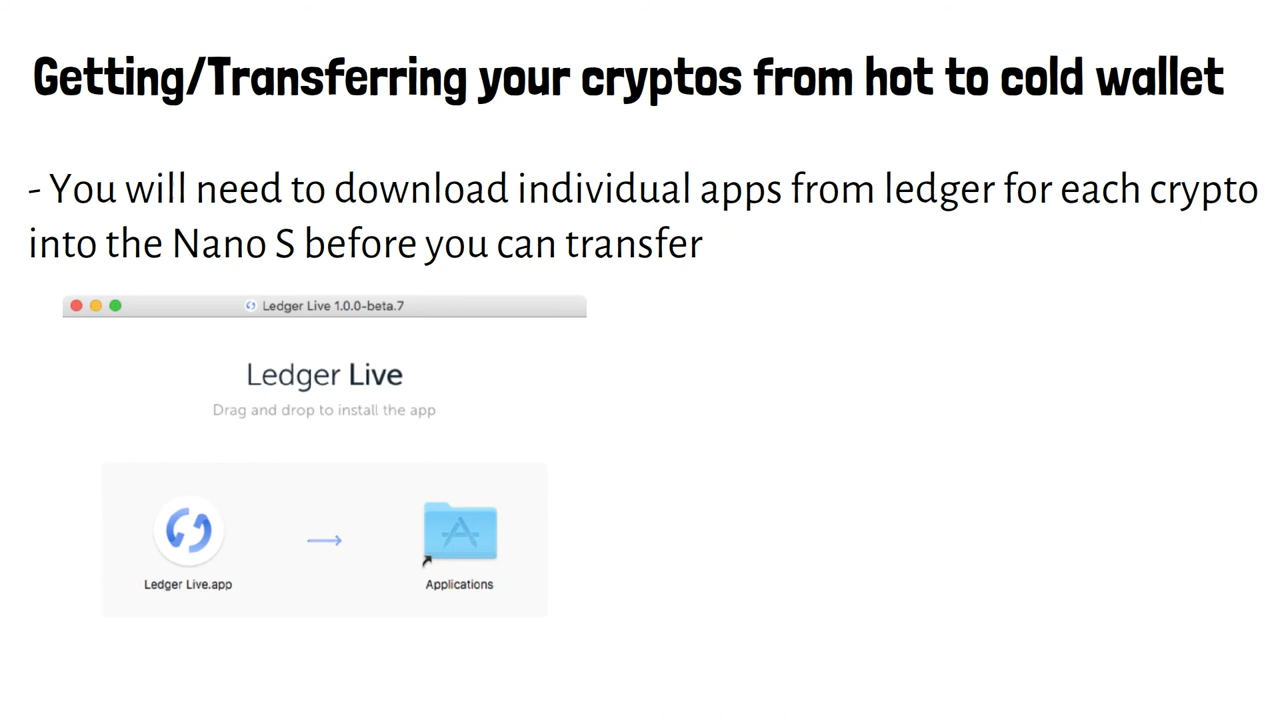 Getting/Transferring your cryptos from hot to cold wallet
- You will need to download individual apps from ledger for each crypto
into the Nano S before you can transfer
Ledger Live 1.0.0-beta.7
Ledger Live
Drag and drop to install the app
Ledger Live.app
Applications